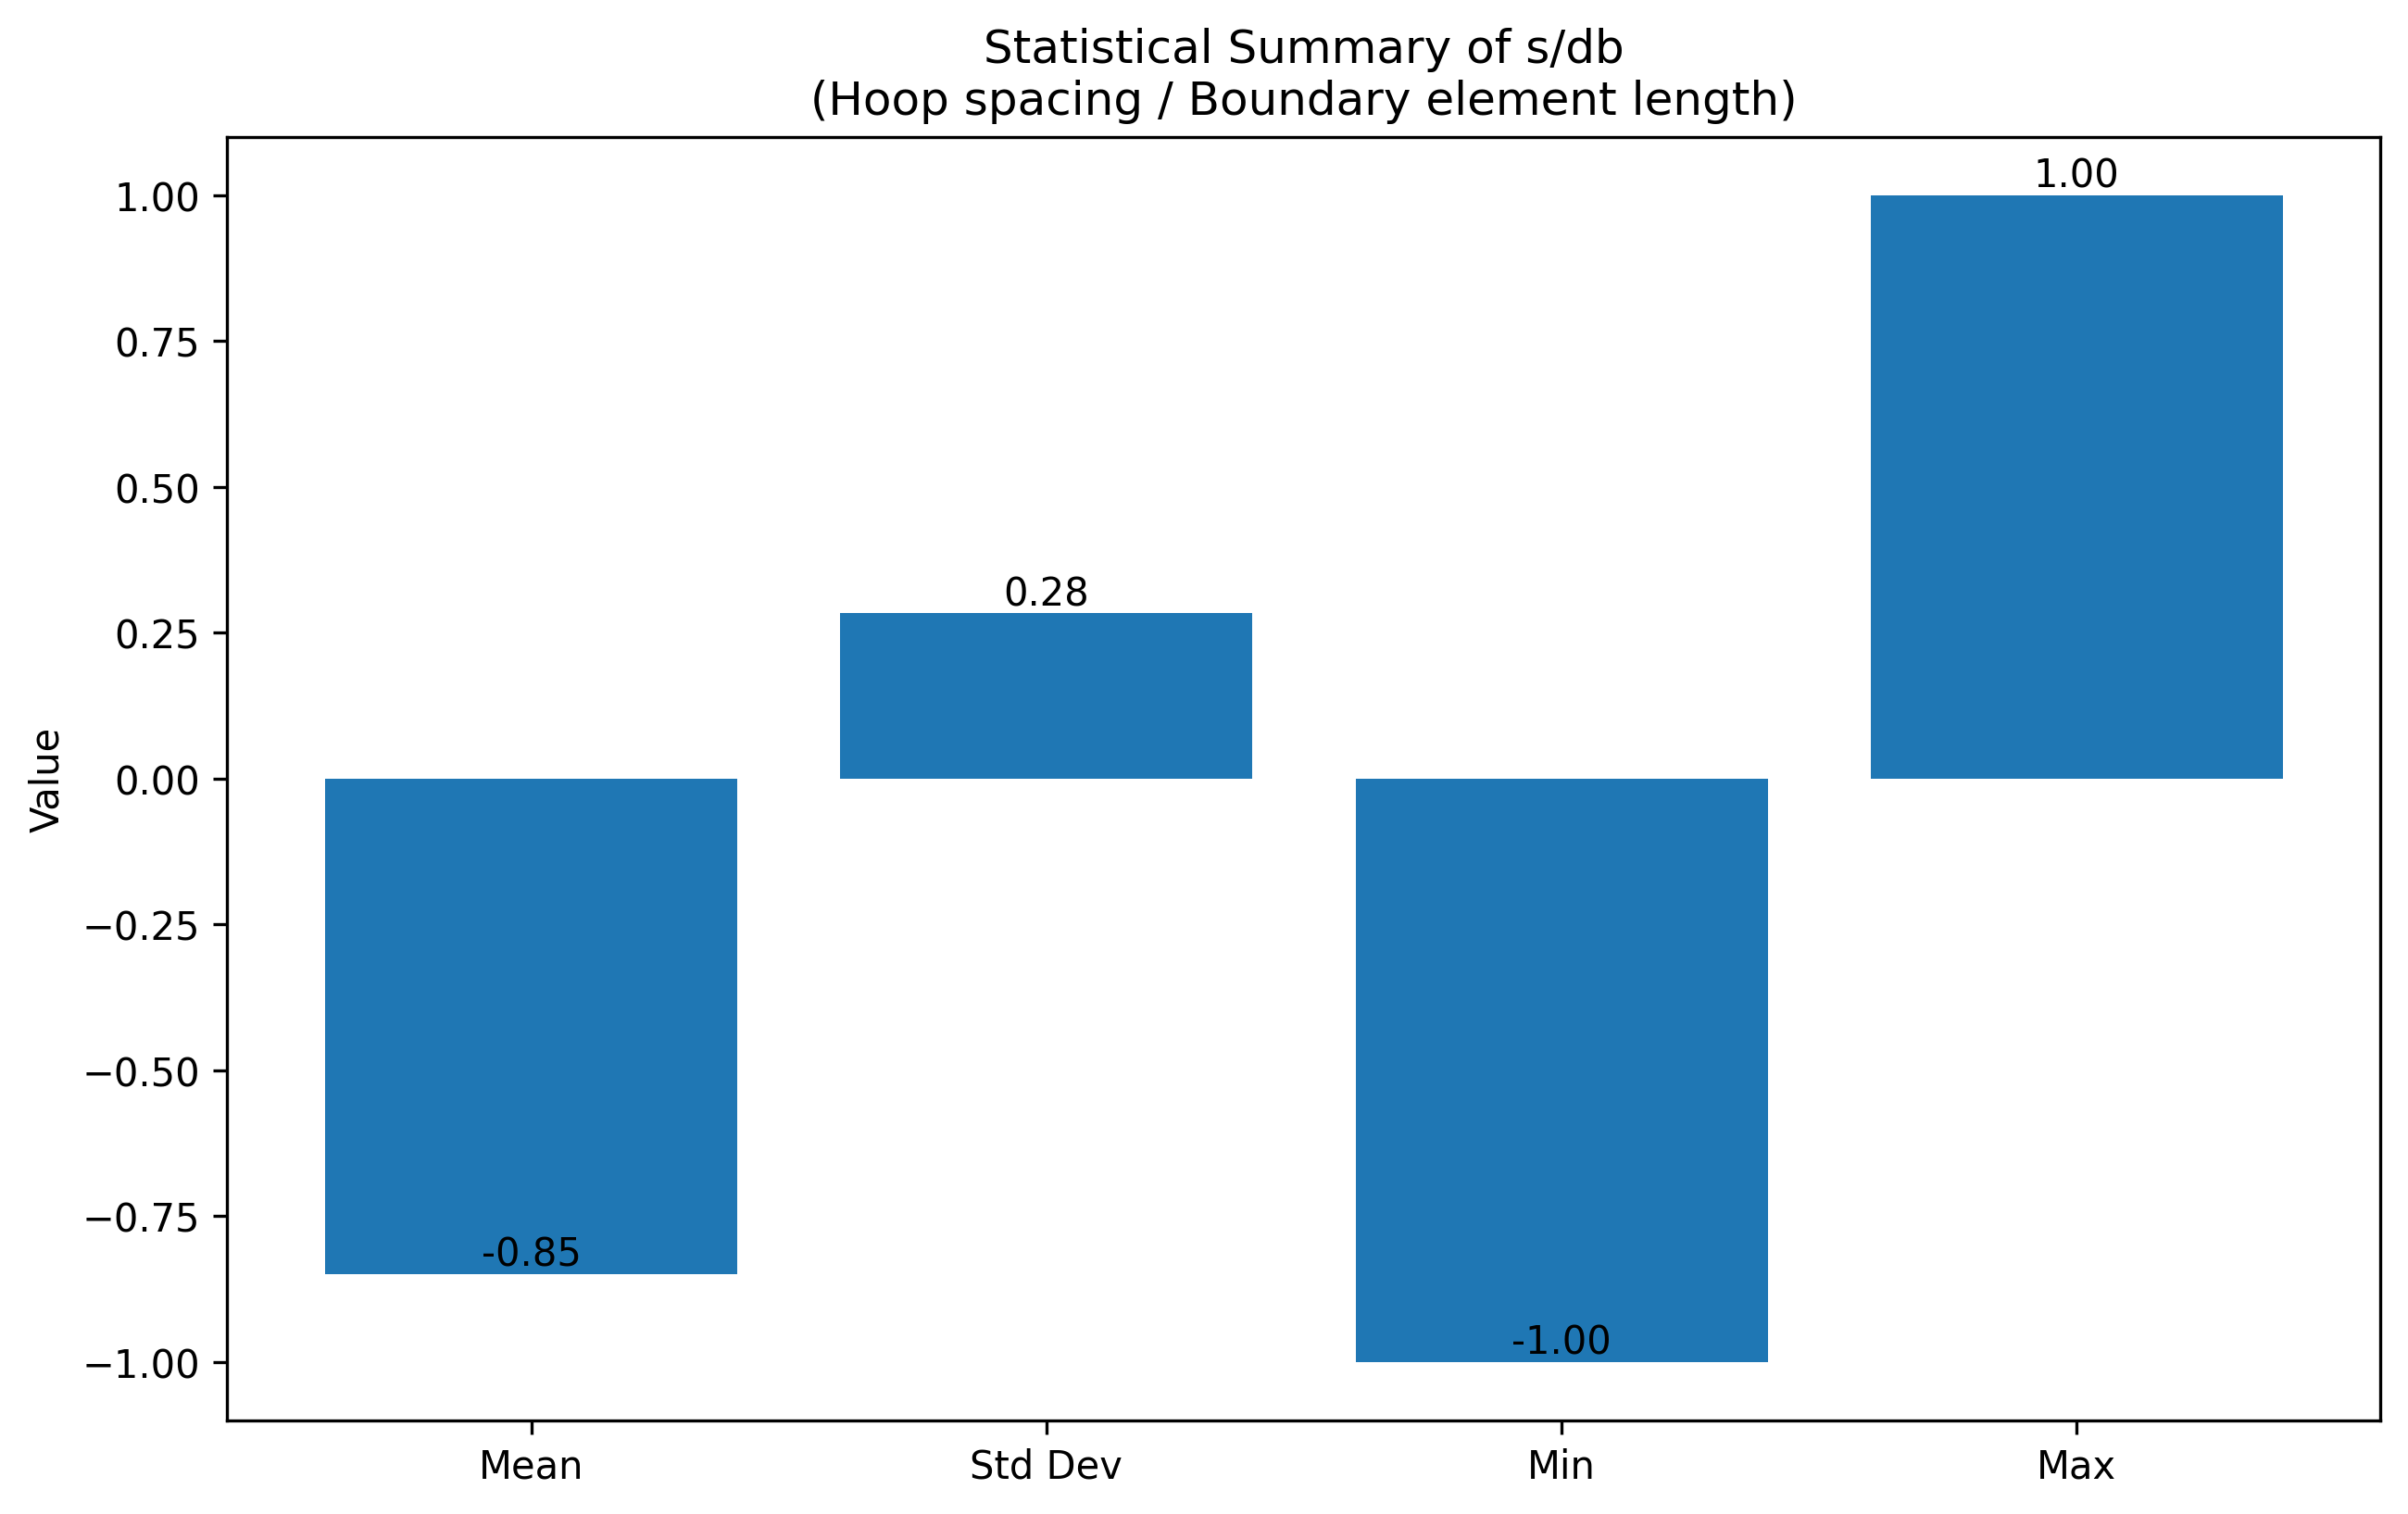 Statistical Summary of s/db
(Hoop spacing / Boundary element length)
Value
1.00
0.75
0.50
0.25
0.00
−0.25
−0.50
−0.75
−1.00
-0.85
0.28
-1.00
1.00
Mean
Std Dev
Min
Max